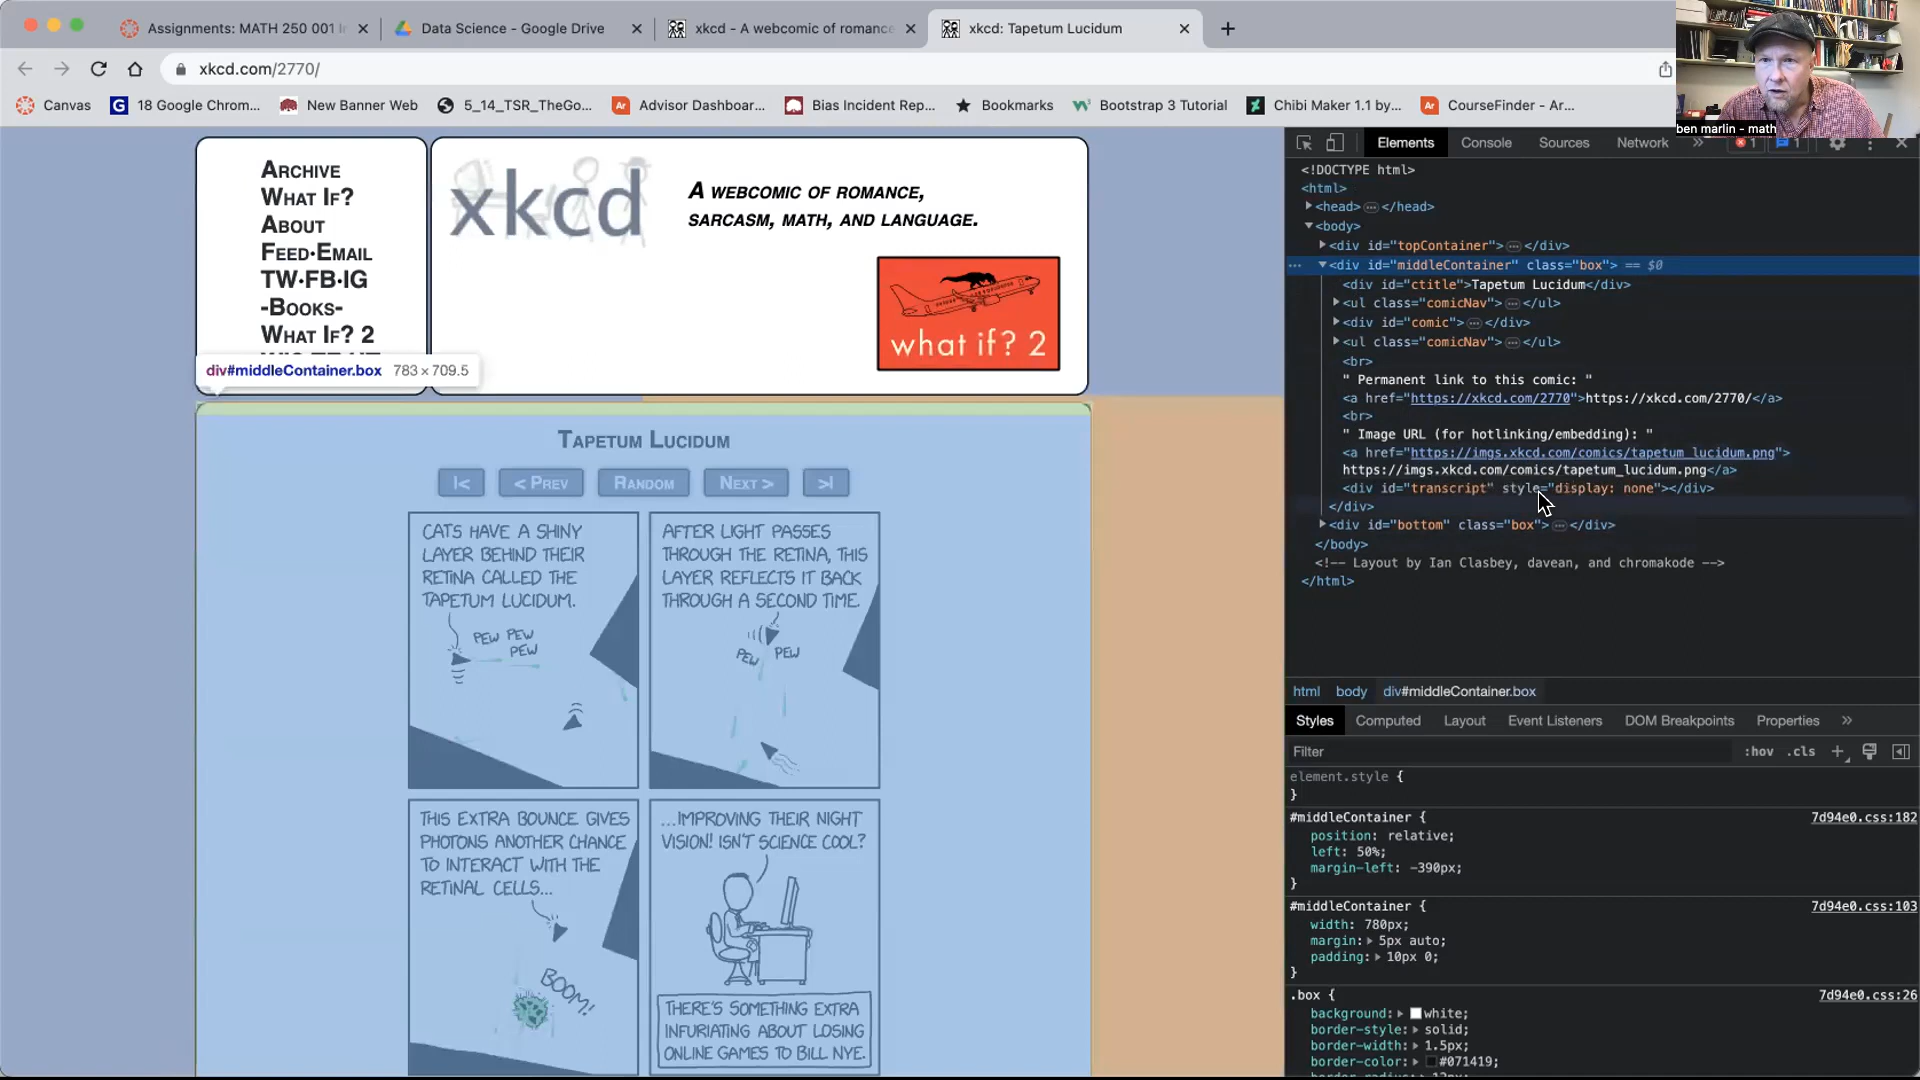 Assignments: MATH 250 001 I
Data Science - Google Drive
xkcd - A webcomic of romance
xkcd: Tapetum Lucidum
xkcd.com/2770/
Canvas
18 Google Chrom...
New Banner Web
5_14_TSR_TheGo...
Advisor Dashboar...
Bias Incident Rep...
Bookmarks
Bootstrap 3 Tutorial
Chibi Maker 1.1 by...
CourseFinder - Ar...
ben marlin - math
ARCHIVE
WHAT IF?
ABOUT
FEED•EMAIL
TW•FB•IG
-BOOKS-
WHAT IF? 2
xkcd
A WEBCOMIC OF ROMANCE,
SARCASM, MATH, AND LANGUAGE.
what if? 2
div#middleContainer.box 783 × 709.5
TAPETUM LUCIDUM
|<
< PREV
RANDOM
NEXT >
>|
CATS HAVE A SHINY
LAYER BEHIND THEIR
RETINA CALLED THE
TAPETUM LUCIDUM.
PEW PEW
PEW
AFTER LIGHT PASSES
THROUGH THE RETINA, THIS
LAYER REFLECTS IT BACK
THROUGH A SECOND TIME.
PEW PEW
THIS EXTRA BOUNCE GIVES
PHOTONS ANOTHER CHANCE
TO INTERACT WITH THE
RETINAL CELLS...
BOOM!
...IMPROVING THEIR NIGHT
VISION! ISN'T SCIENCE COOL?
THERE'S SOMETHING EXTRA
INFURIATING ABOUT LOSING
ONLINE GAMES TO BILL NYE.
Elements
Console
Sources
Network
»
1
1
<!DOCTYPE html>
<html>
<head>…</head>
<body>
<div id="topContainer">…</div>
<div id="middleContainer" class="box"> == $0
<div id="ctitle">Tapetum Lucidum</div>
<ul class="comicNav">…</ul>
<div id="comic">…</div>
<ul class="comicNav">…</ul>
<br>
" Permanent link to this comic: "
<a href="https://xkcd.com/2770">https://xkcd.com/2770/</a>
<br>
" Image URL (for hotlinking/embedding): "
<a href="https://imgs.xkcd.com/comics/tapetum_lucidum.png">
https://imgs.xkcd.com/comics/tapetum_lucidum.png</a>
<div id="transcript" style="display: none"></div>
</div>
<div id="bottom" class="box">…</div>
</body>
<!-- Layout by Ian Clasbey, davean, and chromakode -->
</html>
html
body
div#middleContainer.box
Styles
Computed
Layout
Event Listeners
DOM Breakpoints
Properties
»
Filter
:hov
.cls
element.style {
}
#middleContainer { 7d94e0.css:182
position: relative;
left: 50%;
margin-left: -390px;
}
#middleContainer { 7d94e0.css:103
width: 780px;
margin: 5px auto;
padding: 10px 0;
}
.box { 7d94e0.css:26
background: white;
border-style: solid;
border-width: 1.5px;
border-color: #071419;